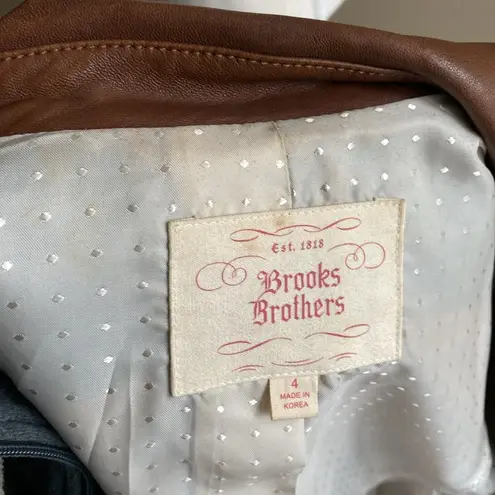 Est. 1818
Brooks
Brothers
4
MADE IN
KOREA